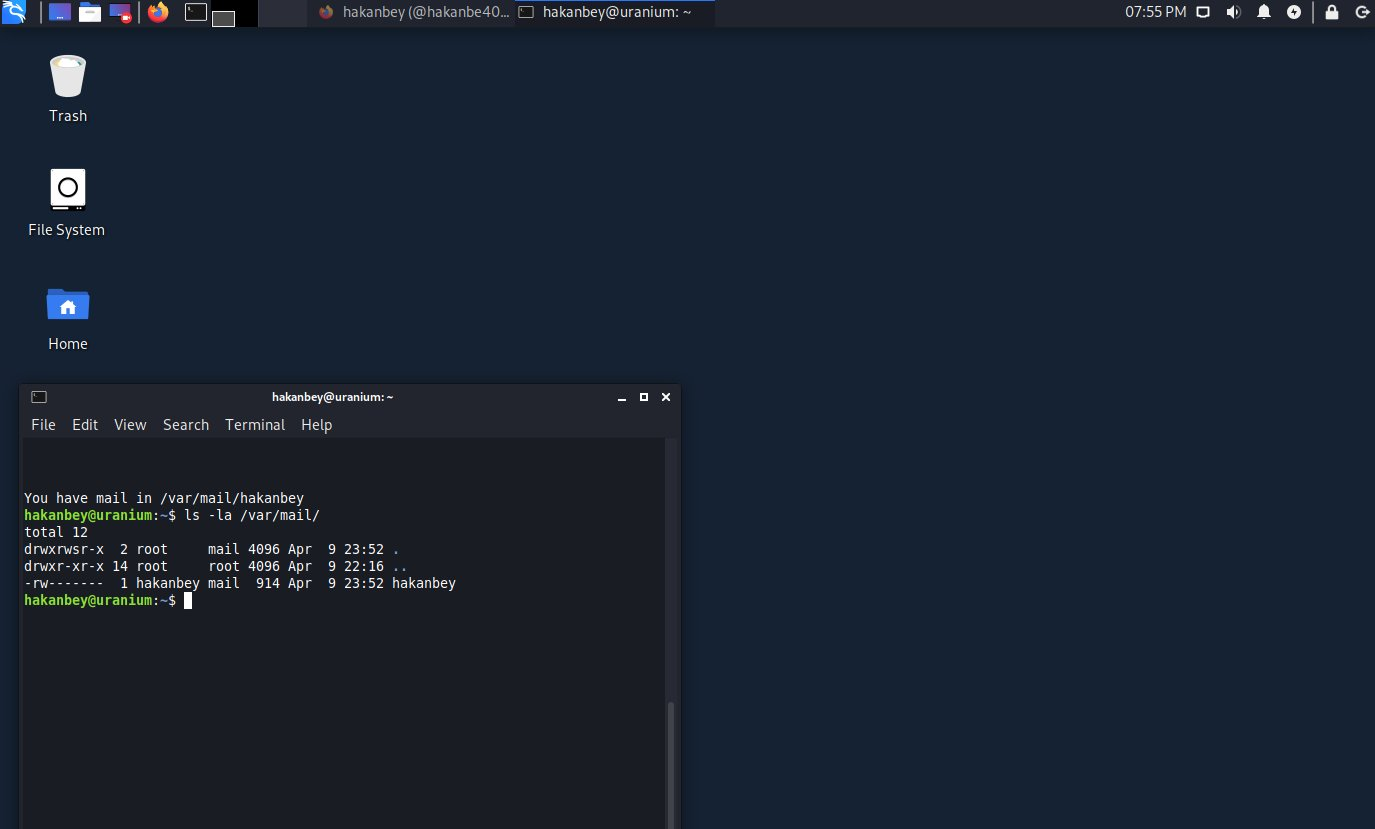 hakanbey (@hakanbe40...
hakanbey@uranium: ~
07:55 PM
Trash
File System
Home
hakanbey@uranium: ~
File Edit View Search Terminal Help
You have mail in /var/mail/hakanbey
hakanbey@uranium:~$ ls -la /var/mail/
total 12
drwxrwsr-x  2 root     mail 4096 Apr  9 23:52 .
drwxr-xr-x 14 root     root 4096 Apr  9 22:16 ..
-rw-------  1 hakanbey mail  914 Apr  9 23:52 hakanbey
hakanbey@uranium:~$